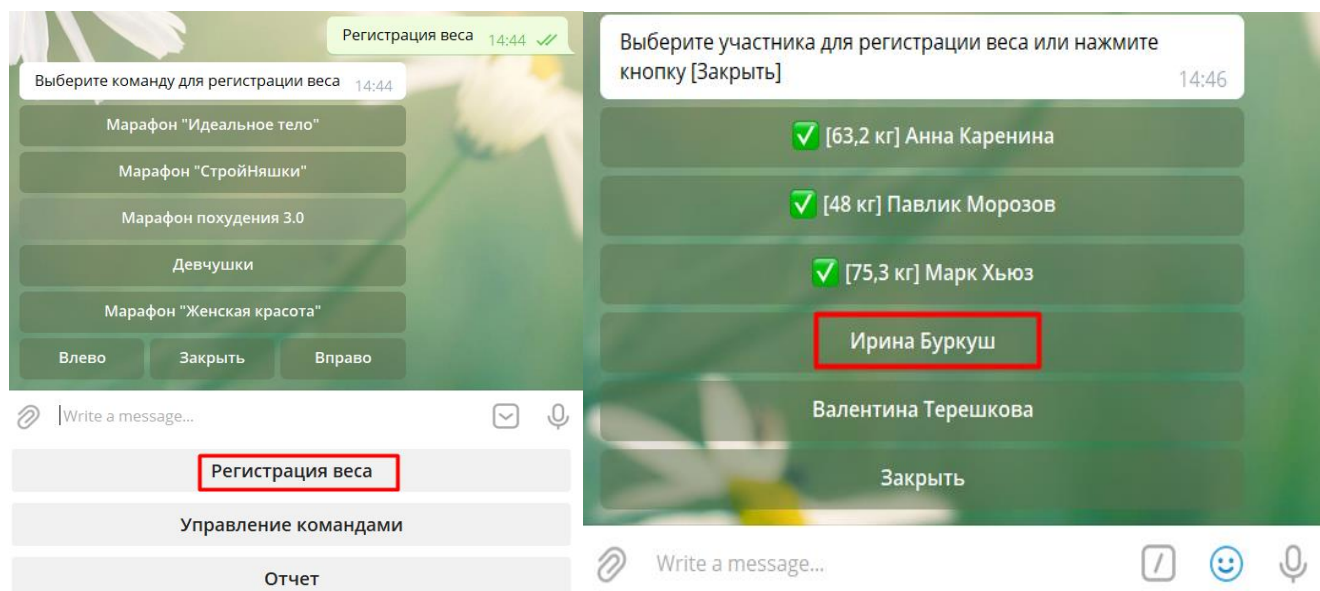 Регистрация веса 14:44
Выберите команду для регистрации веса 14:44
Марафон "Идеальное тело"
Марафон "СтройНяшки"
Марафон похудения 3.0
Девчушки
Марафон "Женская красота"
Влево Закрыть Вправо
Write a message...
Регистрация веса
Управление командами
Отчет
Выберите участника для регистрации веса или нажмите
кнопку [Закрыть] 14:46
✅ [63,2 кг] Анна Каренина
✅ [48 кг] Павлик Морозов
✅ [75,3 кг] Марк Хьюз
Ирина Буркуш
Валентина Терешкова
Закрыть
Write a message...